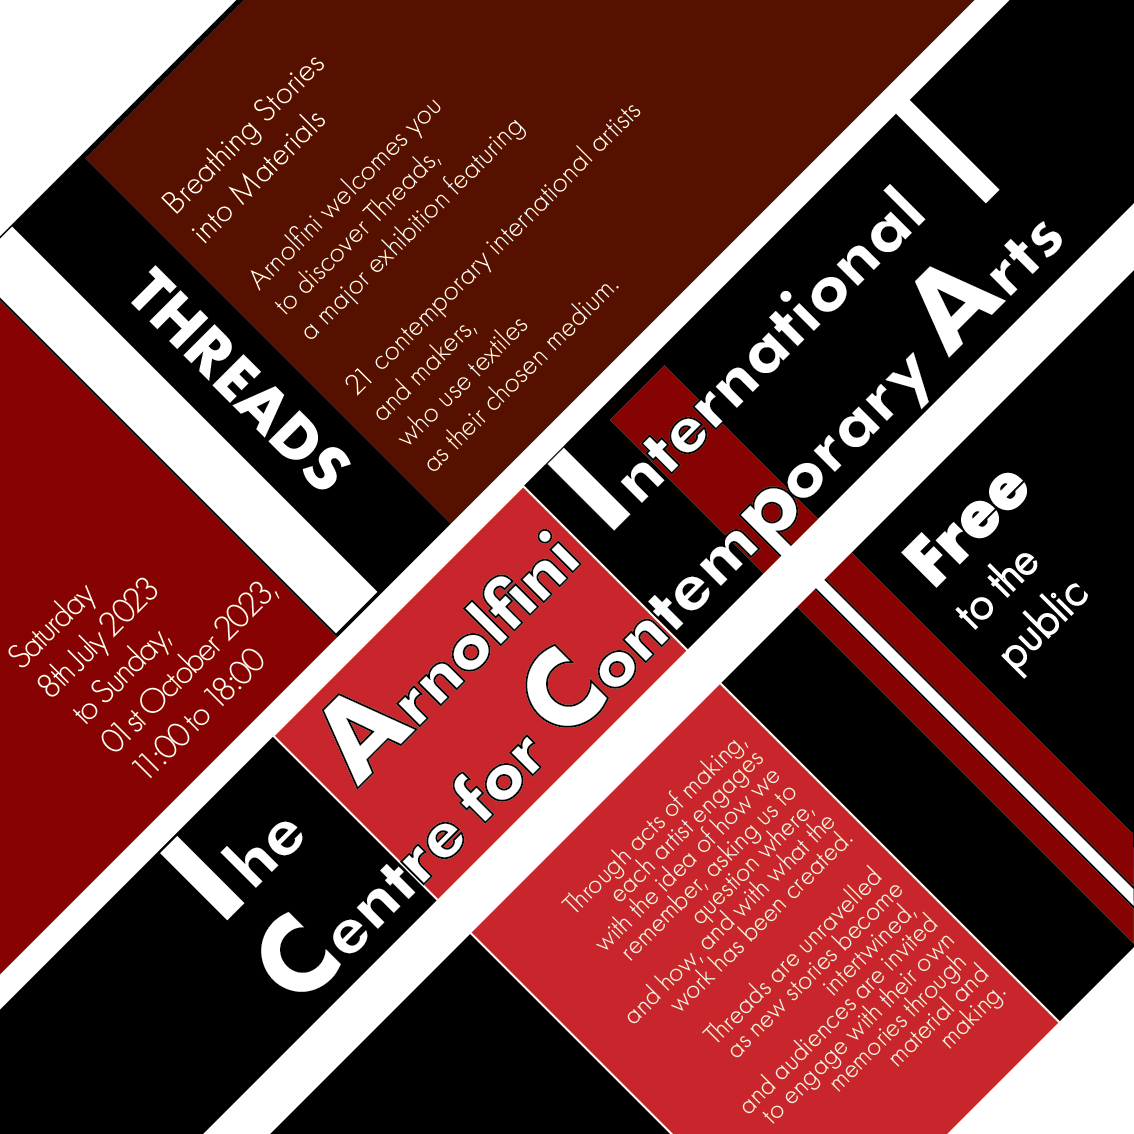 Breathing Stories
into Materials
Arnolfini welcomes you
to discover Threads,
a major exhibition featuring
21 contemporary international artists
and makers,
who use textiles
as their chosen medium.
THREADS
Saturday
8th July 2023
to Sunday,
01st October 2023,
11:00 to 18:00
The Arnolfini International
Centre for Contemporary Arts
Free
to the
public
Through acts of making,
each artist engages
with the idea of how we
remember, asking us to
question where,
and with what the
and how, work has been created.
Threads are unravelled
as new stories become
intertwined,
and audiences are invited
to engage with their own
memories through
material and
making.